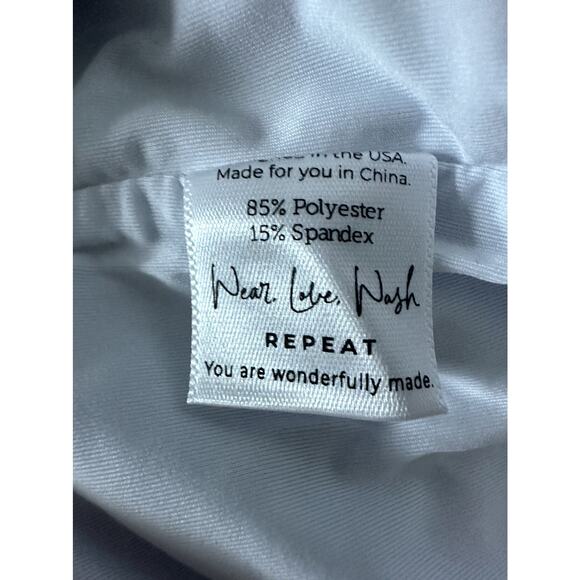 in the USA.
Made for you in China.
85% Polyester
15% Spandex
Wear. Love. Wash
REPEAT
You are wonderfully made.